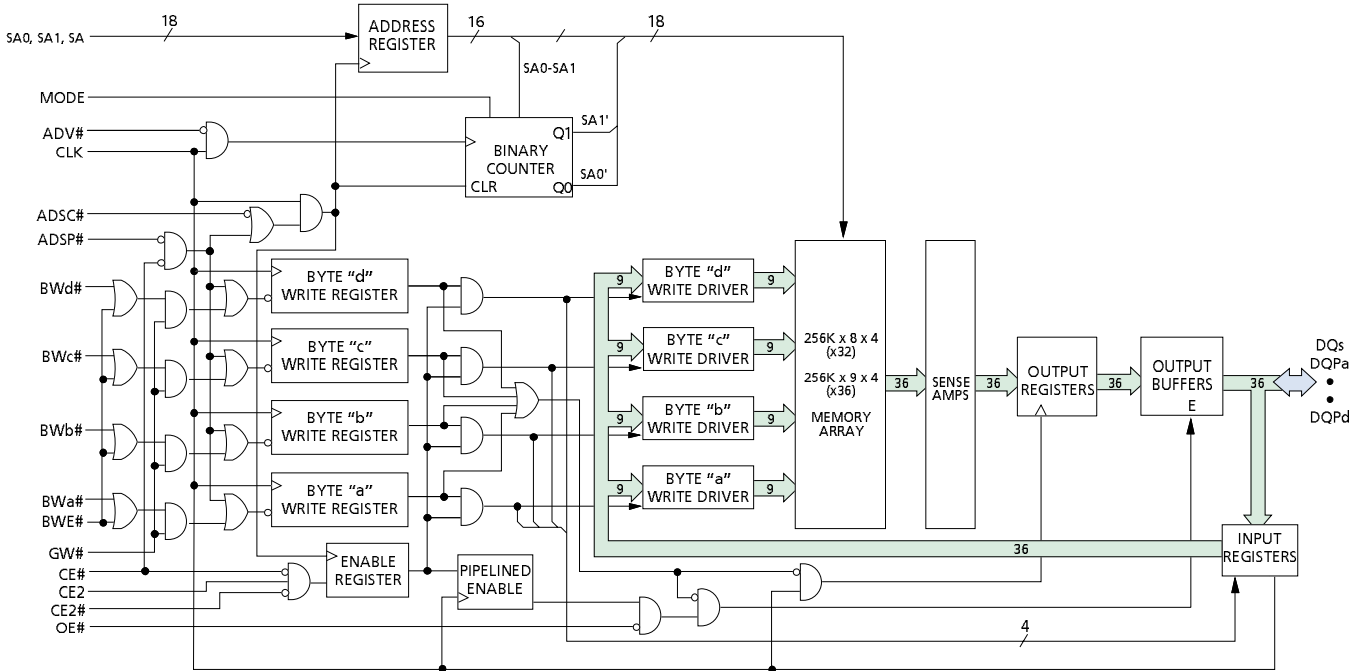 SA0, SA1, SA
18
ADDRESS
REGISTER
16
18
SA0-SA1
MODE
ADV#
CLK
BINARY
COUNTER
Q1
SA1'
CLR
Q0
SA0'
ADSC#
ADSP#
BWd#
BYTE “d”
WRITE REGISTER
9
BYTE “d”
WRITE DRIVER
9
BWc#
BYTE “c”
WRITE REGISTER
9
BYTE “c”
WRITE DRIVER
9
BWb#
BYTE “b”
WRITE REGISTER
9
BYTE “b”
WRITE DRIVER
9
BWa#
BWE#
BYTE “a”
WRITE REGISTER
9
BYTE “a”
WRITE DRIVER
9
256K x 8 x 4
(x32)
256K x 9 x 4
(x36)
MEMORY
ARRAY
36
SENSE
AMPS
36
OUTPUT
REGISTERS
36
OUTPUT
BUFFERS
E
36
DQs
DQPa
DQPd
GW#
CE#
CE2
CE2#
OE#
ENABLE
REGISTER
PIPELINED
ENABLE
36
INPUT
REGISTERS
4